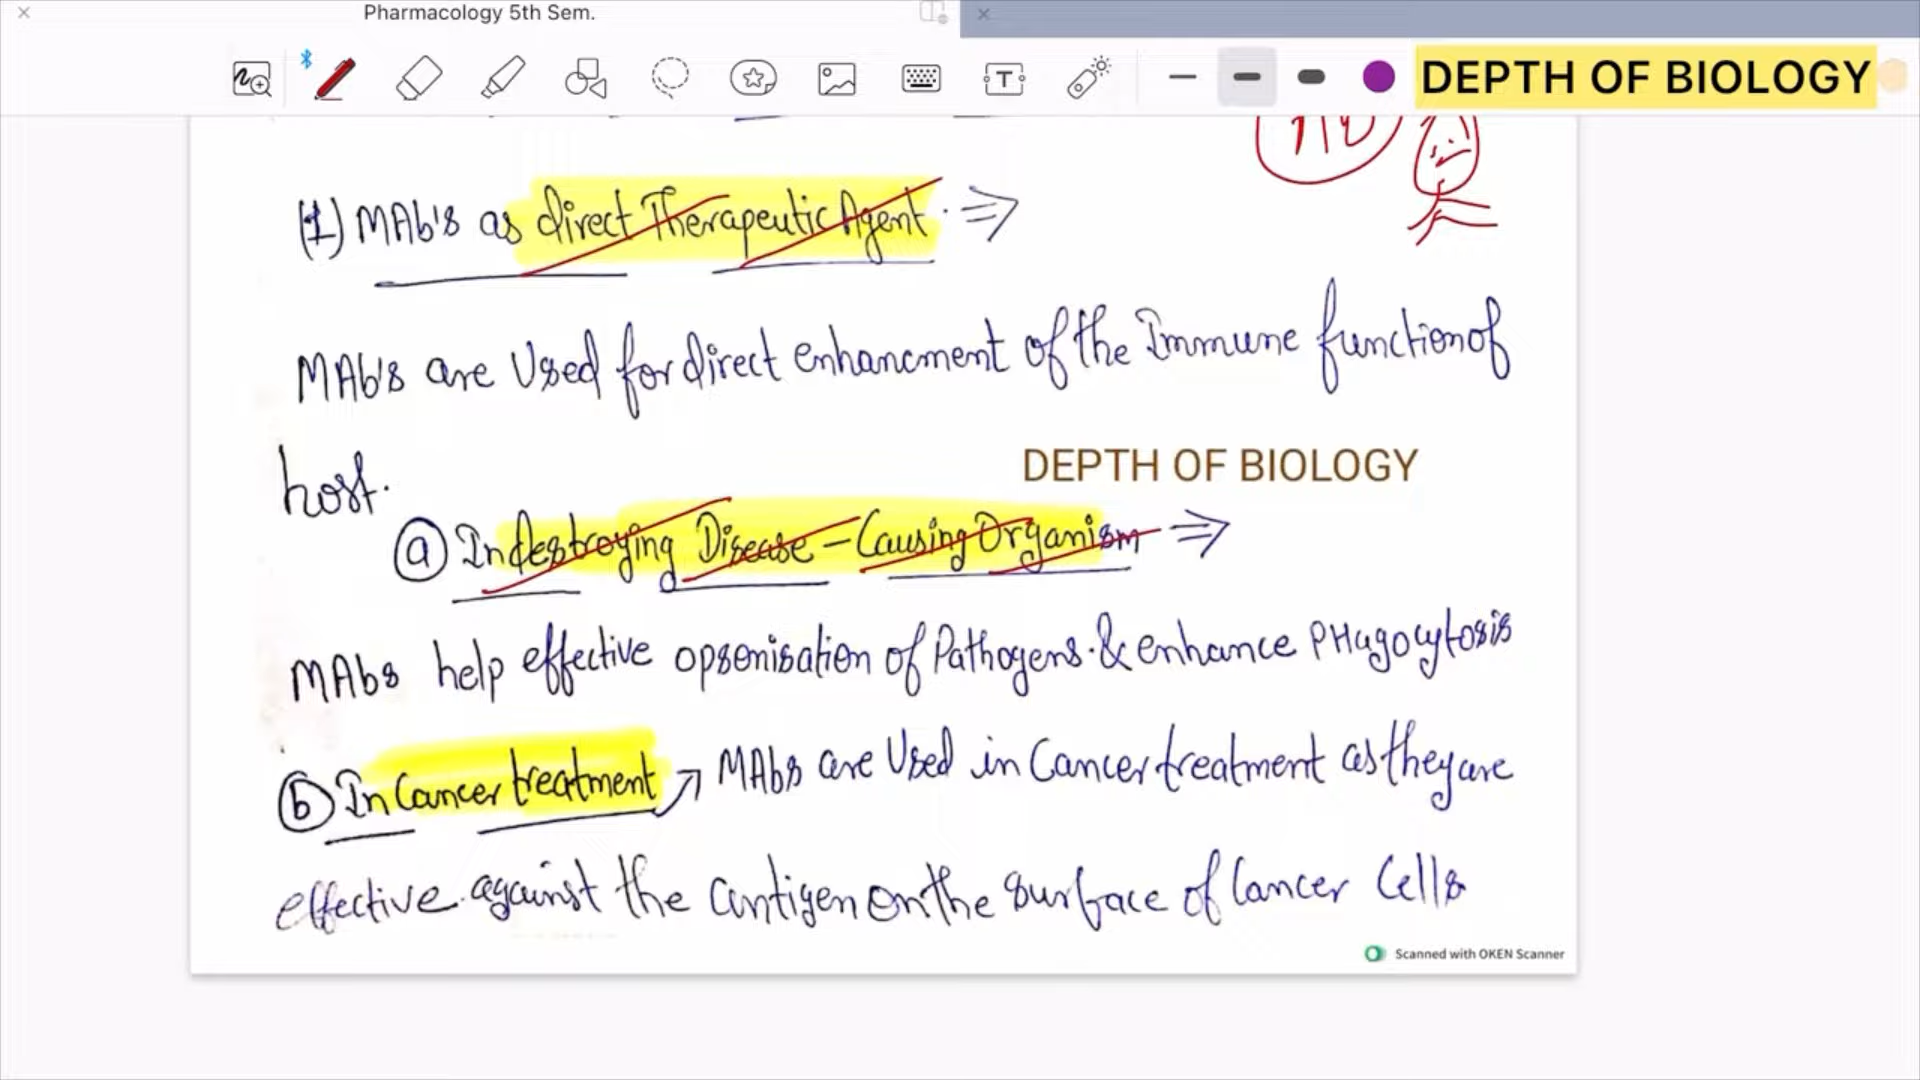 Pharmacology 5th Sem.
DEPTH OF BIOLOGY
(1) MAb's as direct Therapeutic Agent. ⇒
MAb's are Used for direct enhancment of the Immune function of
host.
DEPTH OF BIOLOGY
(a) In destroying Disease - Causing Organism ⇒
MAbs help effective opsonisation of Pathogens. & enhance PHagocytosis
(b) In Cancer treatment → MAbs are Used in Cancer treatment as they are
effective against the antigen on the surface of Cancer Cells
Scanned with OKEN Scanner